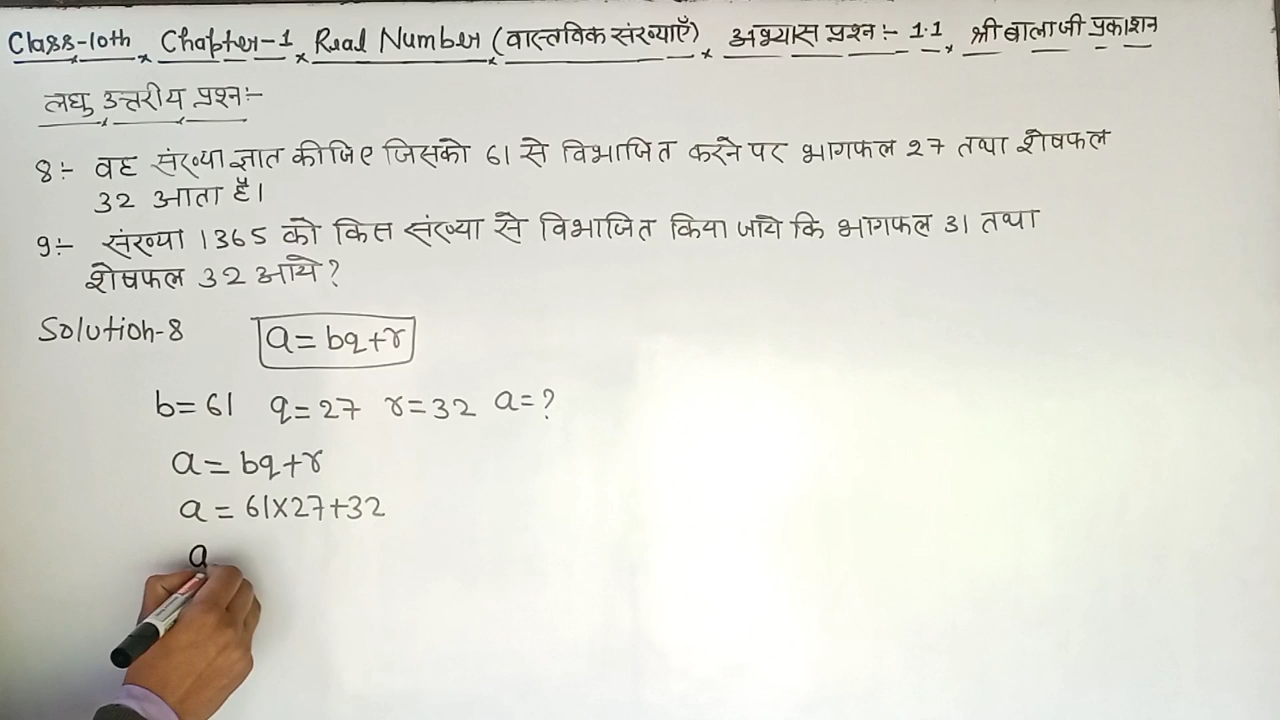 Class-10th, Chapter-1, Real Number (वास्तविक संख्याएँ), अभ्यास प्रश्न:- 1.1, श्री बालाजी प्रकाशन
लघु उत्तरीय प्रश्न:-
8:- वह संख्या ज्ञात कीजिए जिसको 61 से विभाजित करने पर भागफल 27 तथा शेषफल
32 आता है।
9:- संख्या 1365 को किस संख्या से विभाजित किया जाये कि भागफल 31 तथा
शेषफल 32 आये?
Solution-8 a = bq+r
b = 61 q = 27 r = 32 a = ?
a = bq+r
a = 61×27+32
a